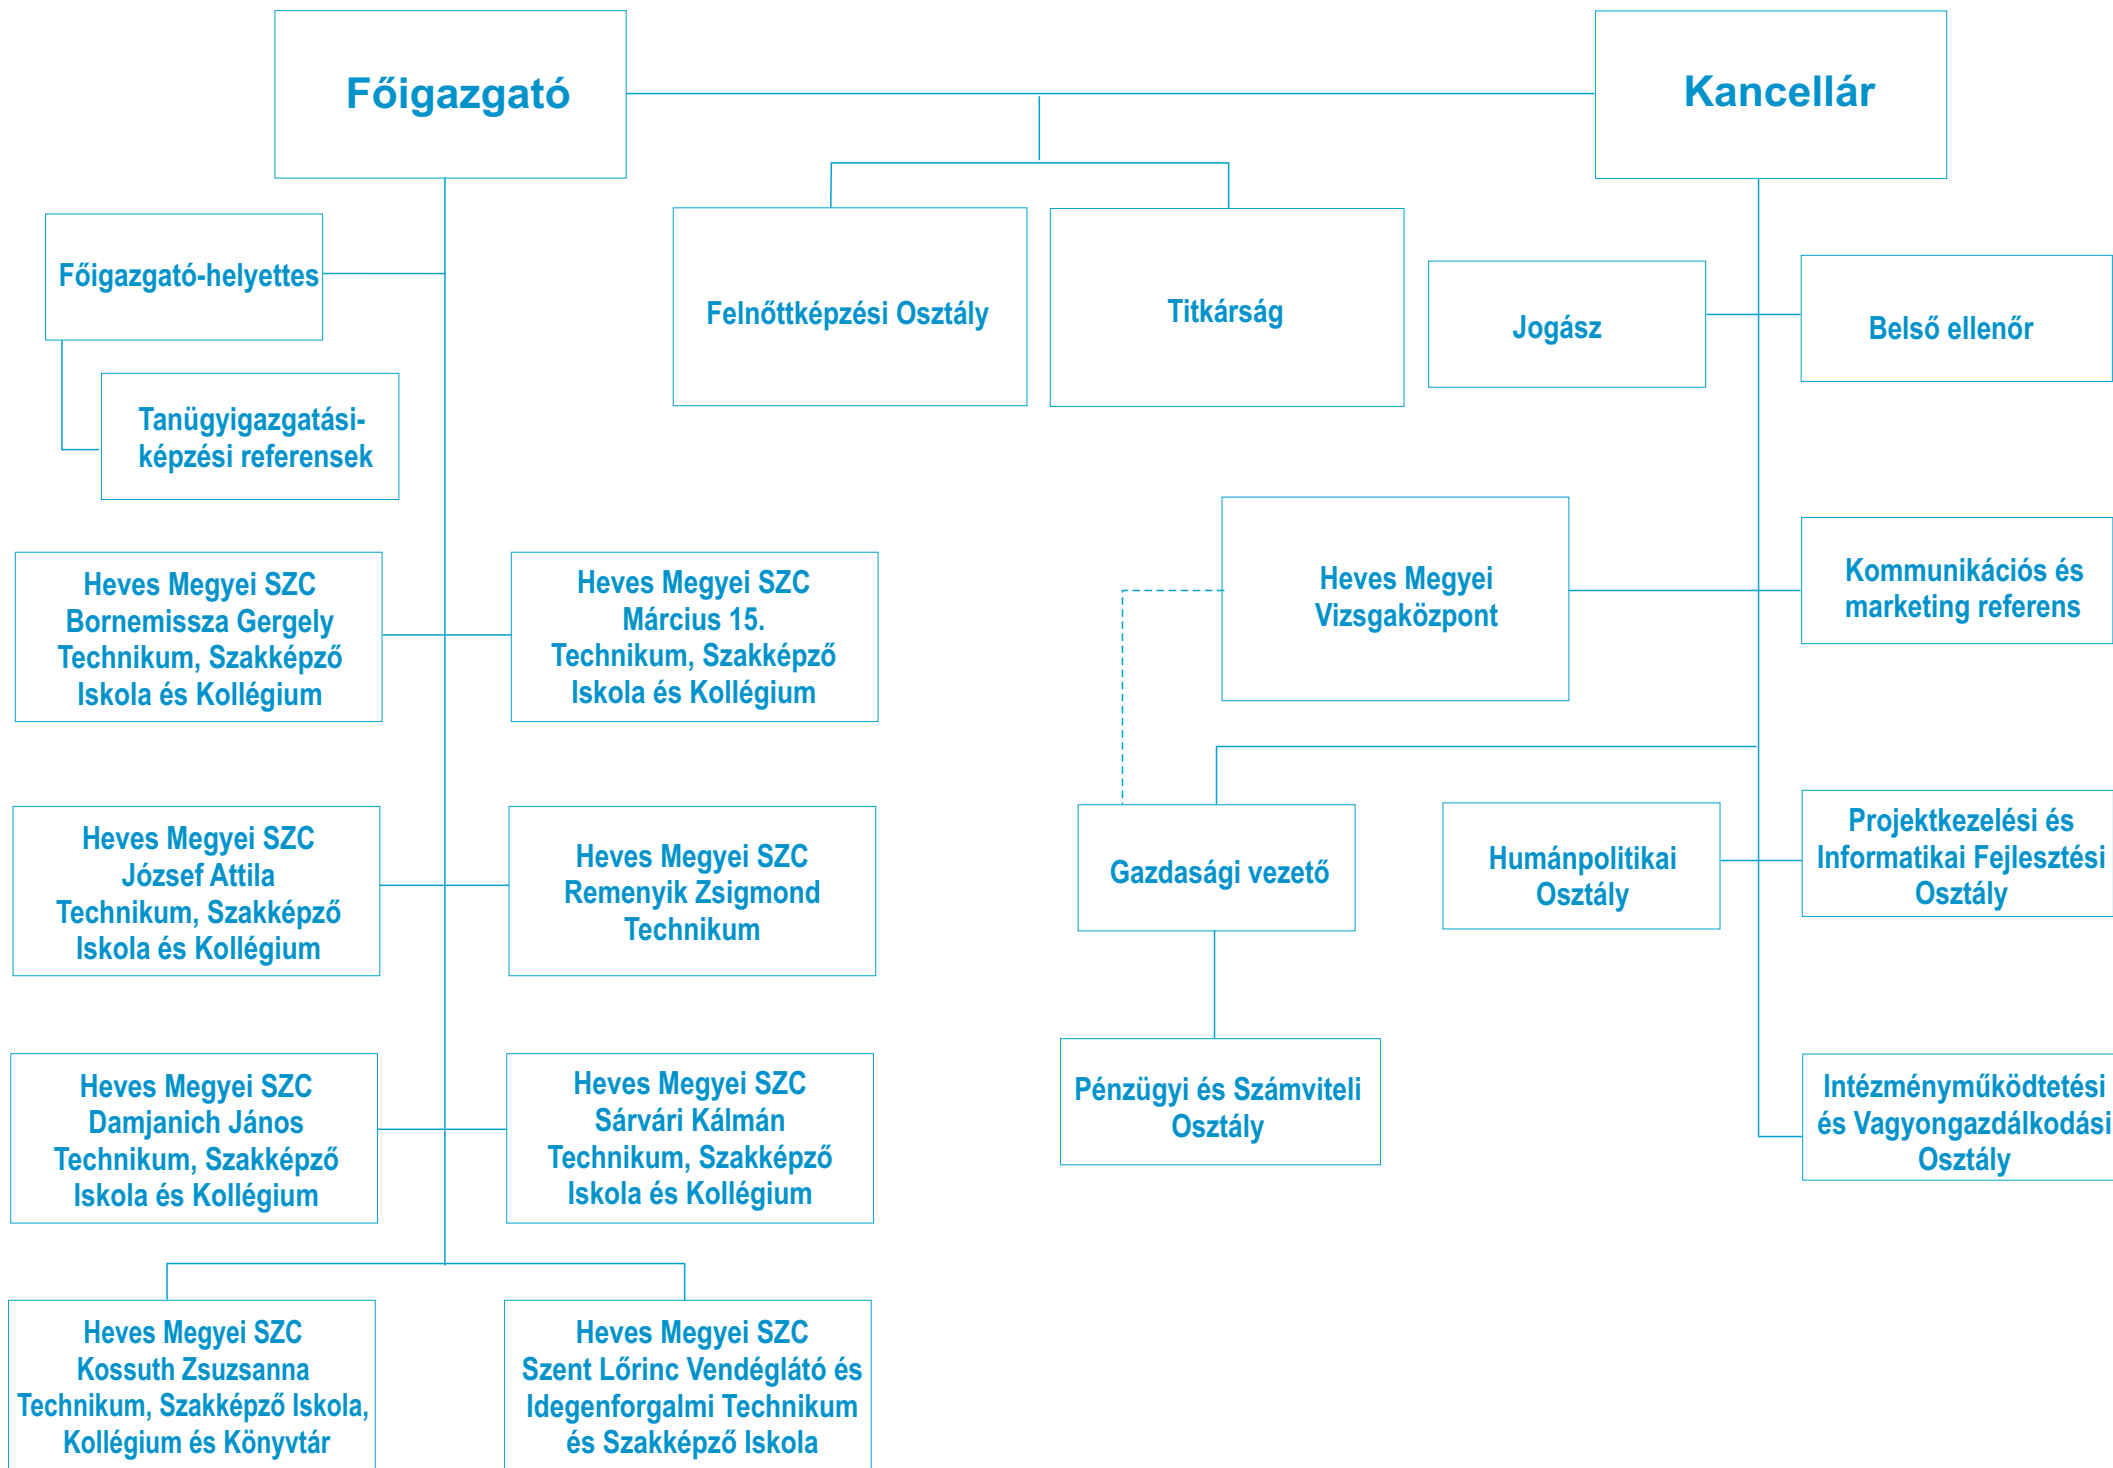 Főigazgató
Kancellár
Főigazgató-helyettes
Tanügyigazgatási-
képzési referensek
Felnőttképzési Osztály
Titkárság
Jogász
Belső ellenőr
Heves Megyei
Vizsgaközpont
Kommunikációs és
marketing referens
Heves Megyei SZC
Bornemissza Gergely
Technikum, Szakképző
Iskola és Kollégium
Heves Megyei SZC
Március 15.
Technikum, Szakképző
Iskola és Kollégium
Heves Megyei SZC
József Attila
Technikum, Szakképző
Iskola és Kollégium
Heves Megyei SZC
Remenyik Zsigmond
Technikum
Gazdasági vezető
Humánpolitikai
Osztály
Projektkezelési és
Informatikai Fejlesztési
Osztály
Heves Megyei SZC
Damjanich János
Technikum, Szakképző
Iskola és Kollégium
Heves Megyei SZC
Sárvári Kálmán
Technikum, Szakképző
Iskola és Kollégium
Pénzügyi és Számviteli
Osztály
Intézményműködtetési
és Vagyongazdálkodási
Osztály
Heves Megyei SZC
Kossuth Zsuzsanna
Technikum, Szakképző Iskola,
Kollégium és Könyvtár
Heves Megyei SZC
Szent Lőrinc Vendéglátó és
Idegenforgalmi Technikum
és Szakképző Iskola